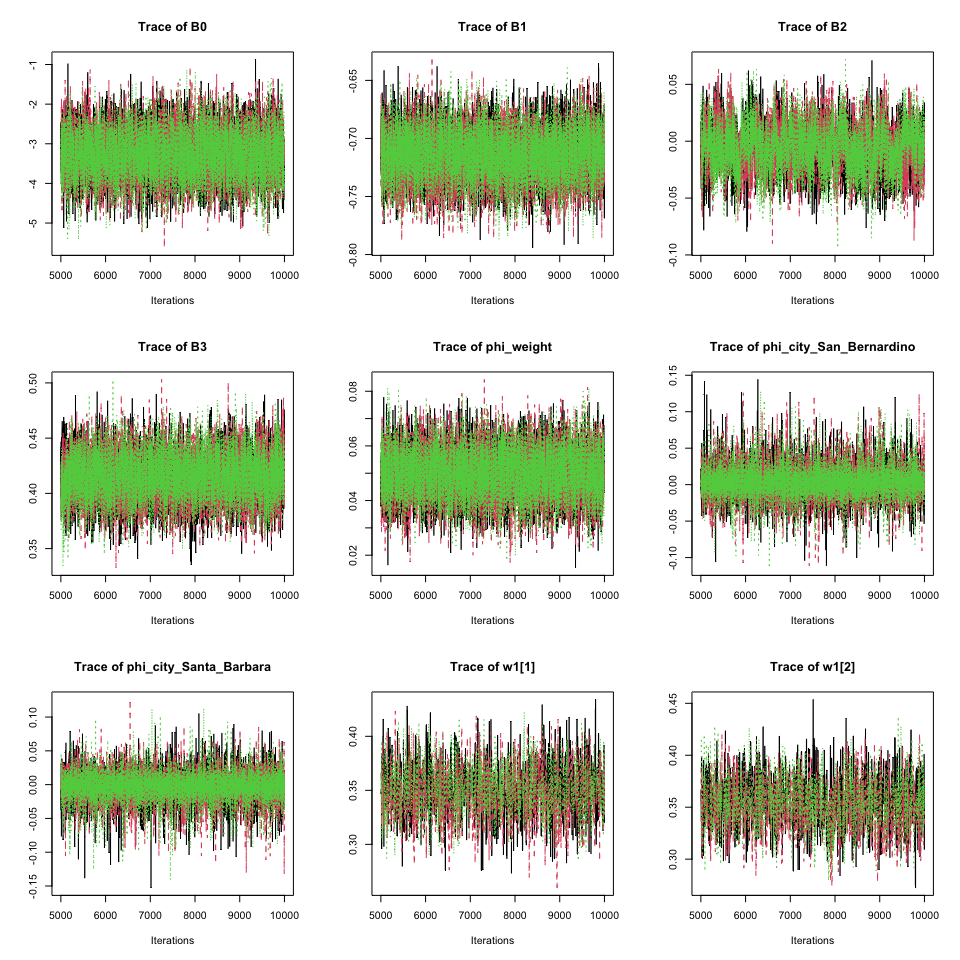 Trace of B0
-1
-2
-3
-4
-5
5000 6000 7000 8000 9000 10000
Iterations
Trace of B1
-0.65
-0.70
-0.75
-0.80
5000 6000 7000 8000 9000 10000
Iterations
Trace of B2
0.05
0.00
-0.05
-0.10
5000 6000 7000 8000 9000 10000
Iterations
Trace of B3
0.50
0.45
0.40
0.35
5000 6000 7000 8000 9000 10000
Iterations
Trace of phi_weight
0.08
0.06
0.04
0.02
5000 6000 7000 8000 9000 10000
Iterations
Trace of phi_city_San_Bernardino
0.15
0.10
0.05
0.00
-0.05
-0.10
5000 6000 7000 8000 9000 10000
Iterations
Trace of phi_city_Santa_Barbara
0.10
0.05
0.00
-0.05
-0.10
-0.15
5000 6000 7000 8000 9000 10000
Iterations
Trace of w1[1]
0.40
0.35
0.30
5000 6000 7000 8000 9000 10000
Iterations
Trace of w1[2]
0.45
0.40
0.35
0.30
5000 6000 7000 8000 9000 10000
Iterations